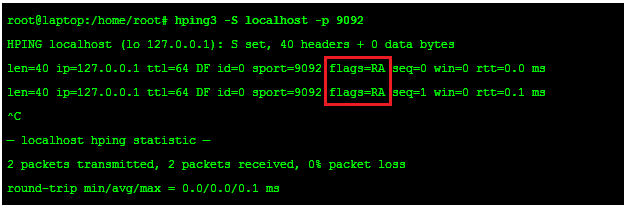 root@laptop:/home/root# hping3 -S localhost -p 9092
HPING localhost (lo 127.0.0.1): S set, 40 headers + 0 data bytes
len=40 ip=127.0.0.1 ttl=64 DF id=0 sport=9092 flags=RA seq=0 win=0 rtt=0.0 ms
len=40 ip=127.0.0.1 ttl=64 DF id=0 sport=9092 flags=RA seq=1 win=0 rtt=0.1 ms
^C
— localhost hping statistic —
2 packets transmitted, 2 packets received, 0% packet loss
round-trip min/avg/max = 0.0/0.0/0.1 ms